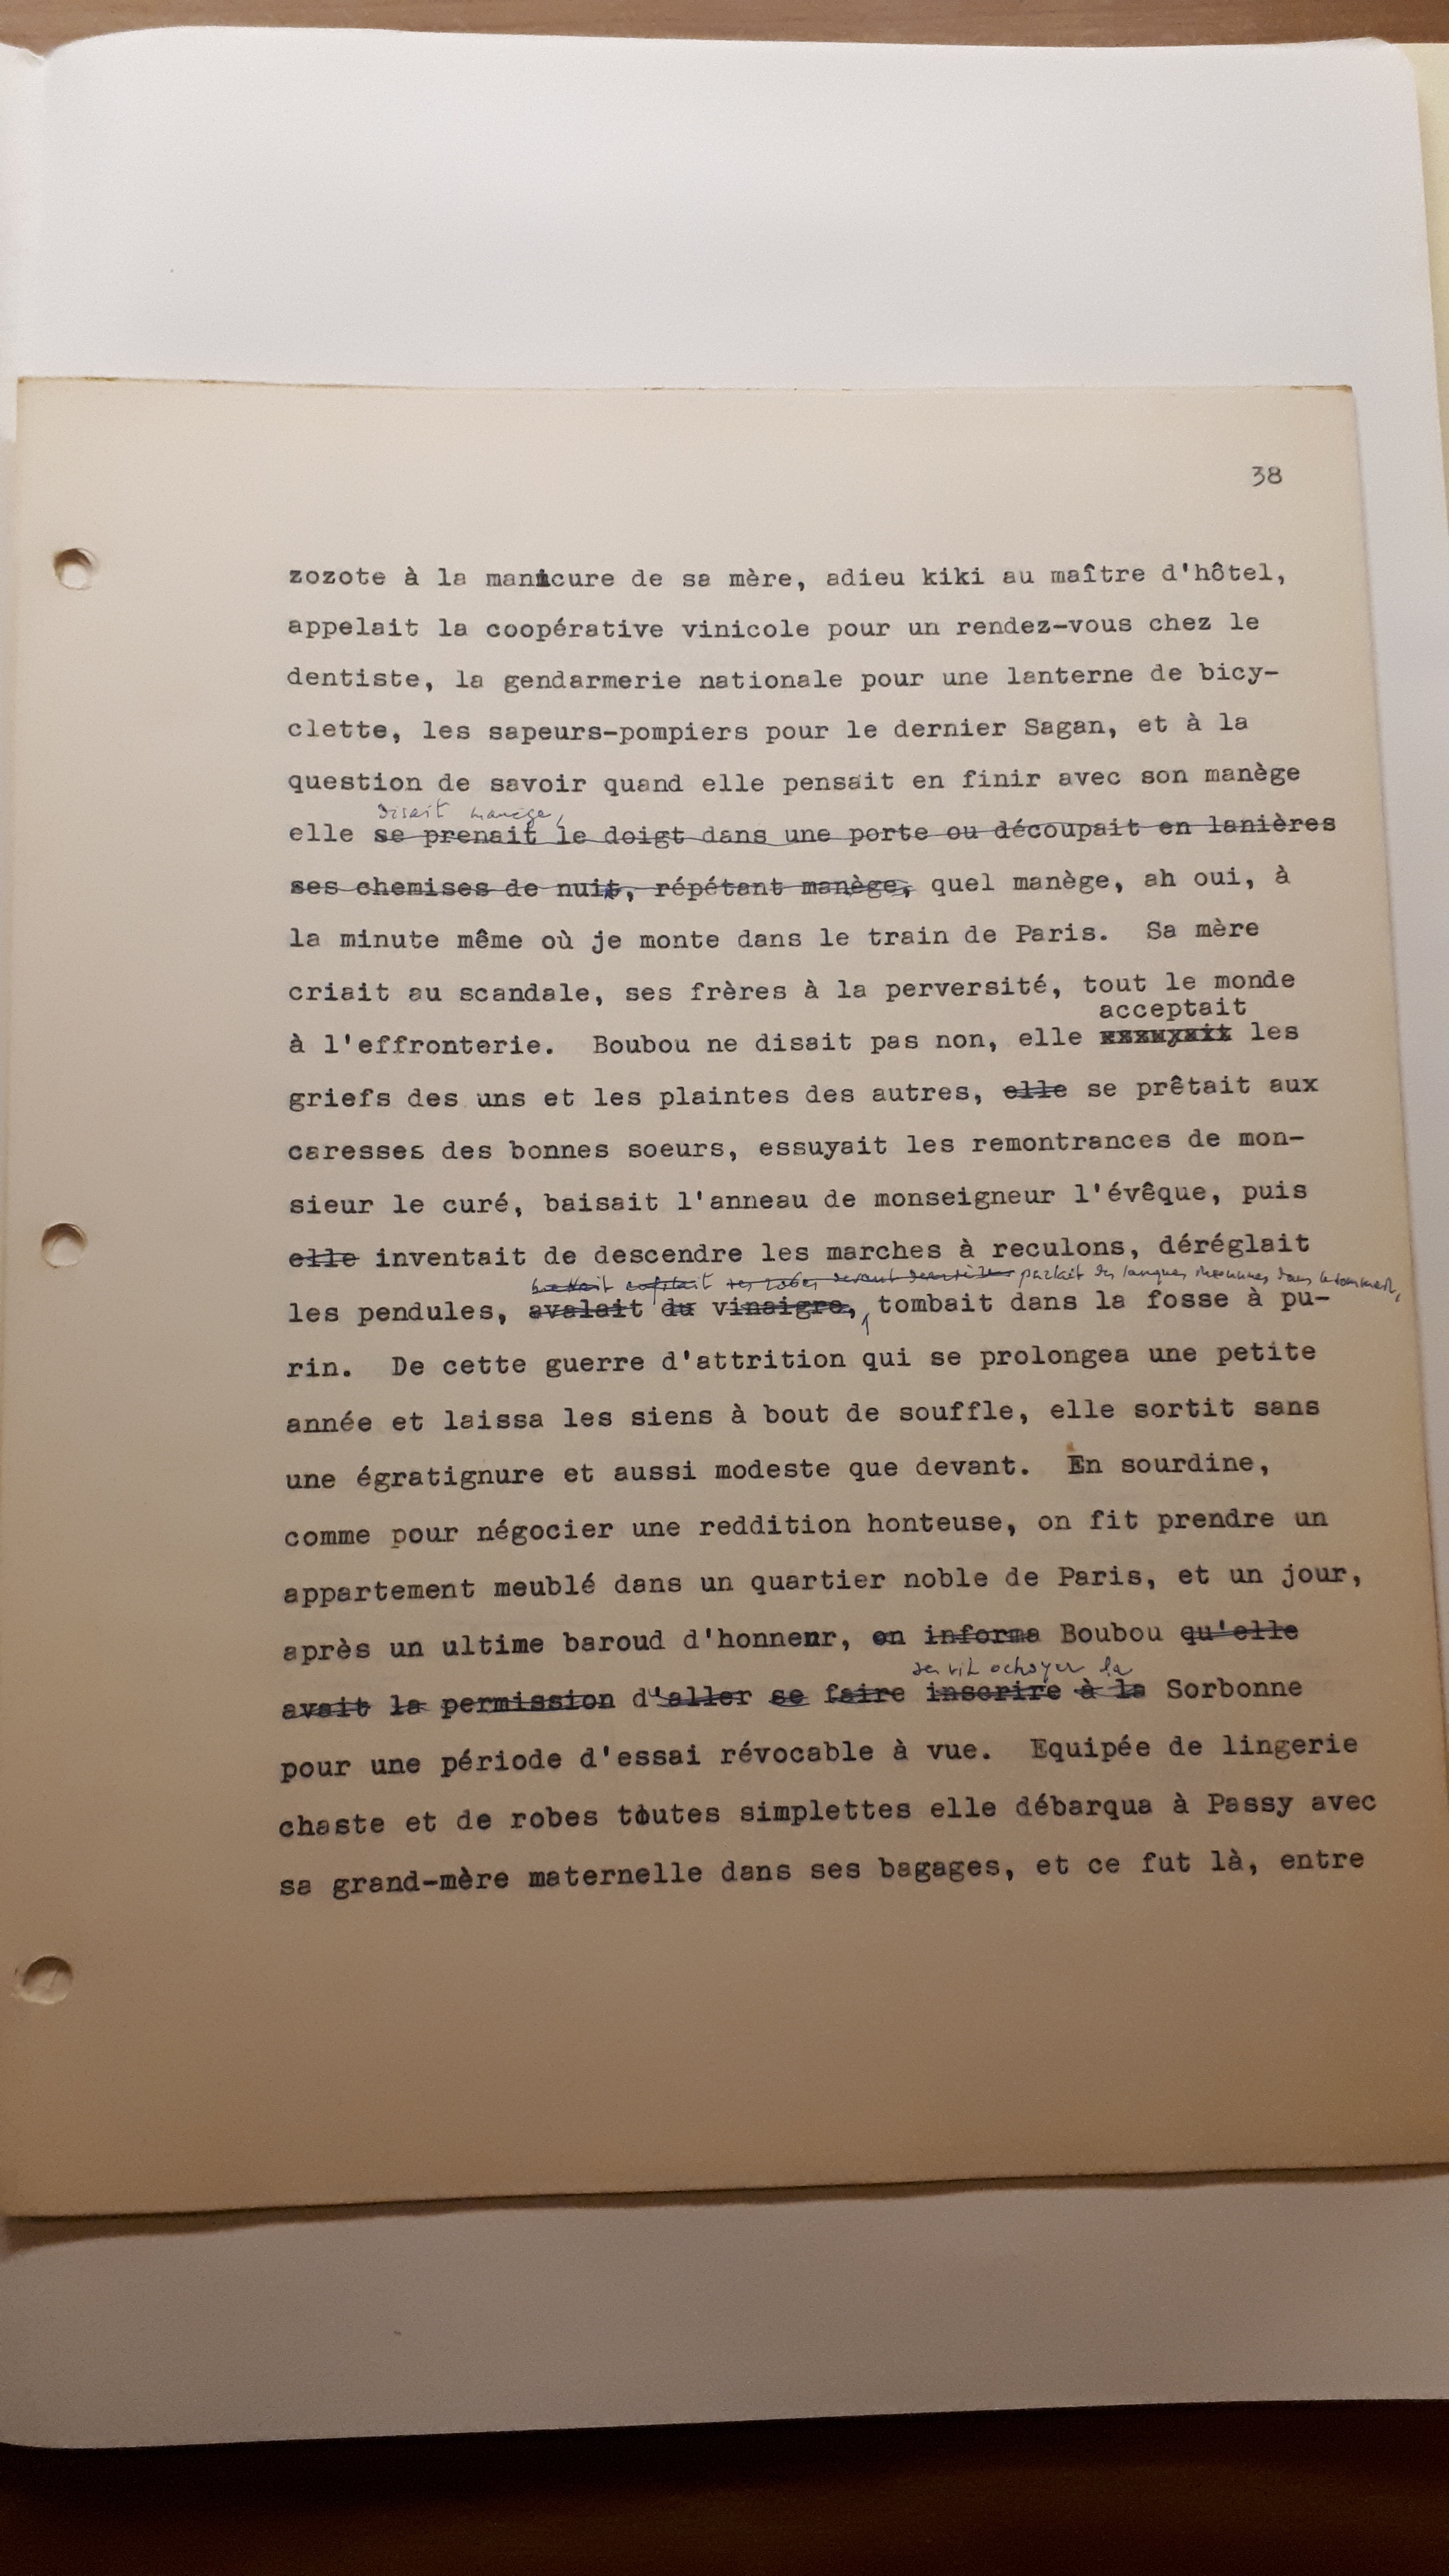 38
zozote à la manicure de sa mère, adieu kiki au maître d'hôtel,
appelait la coopérative vinicole pour un rendez-vous chez le
dentiste, la gendarmerie nationale pour une lanterne de bicy-
clette, les sapeurs-pompiers pour le dernier Sagan, et à la
question de savoir quand elle pensait en finir avec son manège
disait manège,
elle se prenait le doigt dans une porte ou découpait en lanières
ses chemises de nuit, répétant manège, quel manège, ah oui, à
la minute même où je monte dans le train de Paris. Sa mère
criait au scandale, ses frères à la perversité, tout le monde
acceptait
à l'effronterie. Boubou ne disait pas non, elle les
griefs des uns et les plaintes des autres, elle se prêtait aux
caresses des bonnes soeurs, essuyait les remontrances de mon-
sieur le curé, baisait l'anneau de monseigneur l'évêque, puis
elle inventait de descendre les marches à reculons, déréglait
ses robes devant parlait des langues inconnues dans le sommeil,
les pendules, avalait du vinaigre, tombait dans la fosse à pu-
rin. De cette guerre d'attrition qui se prolongea une petite
année et laissa les siens à bout de souffle, elle sortit sans
une égratignure et aussi modeste que devant. En sourdine,
comme pour négocier une reddition honteuse, on fit prendre un
appartement meublé dans un quartier noble de Paris, et un jour,
après un ultime baroud d'honnenr, on informa Boubou qu'elle
se vit octroyer la
avait la permission d'aller se faire inscrire à la Sorbonne
pour une période d'essai révocable à vue. Equipée de lingerie
chaste et de robes toutes simplettes elle débarqua à Passy avec
sa grand-mère maternelle dans ses bagages, et ce fut là, entre